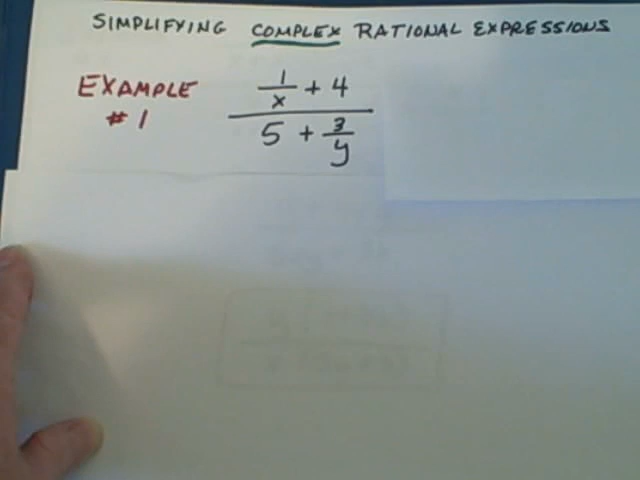 SIMPLIFYING COMPLEX RATIONAL EXPRESSIONS
EXAMPLE
# 1
1/x + 4
5 + 3/y